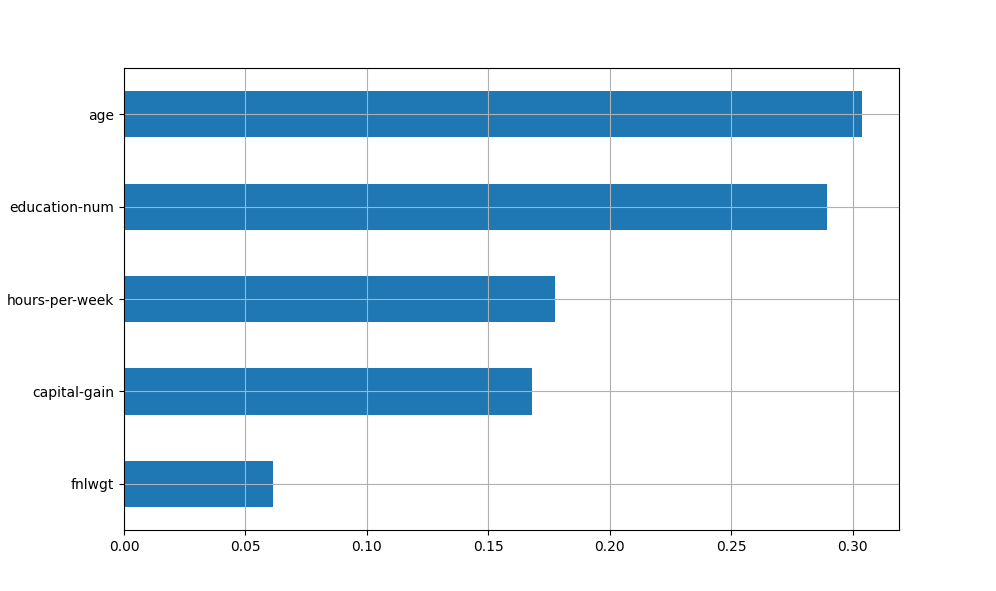 age
education-num
hours-per-week
capital-gain
fnlwgt
0.00 0.05 0.10 0.15 0.20 0.25 0.30